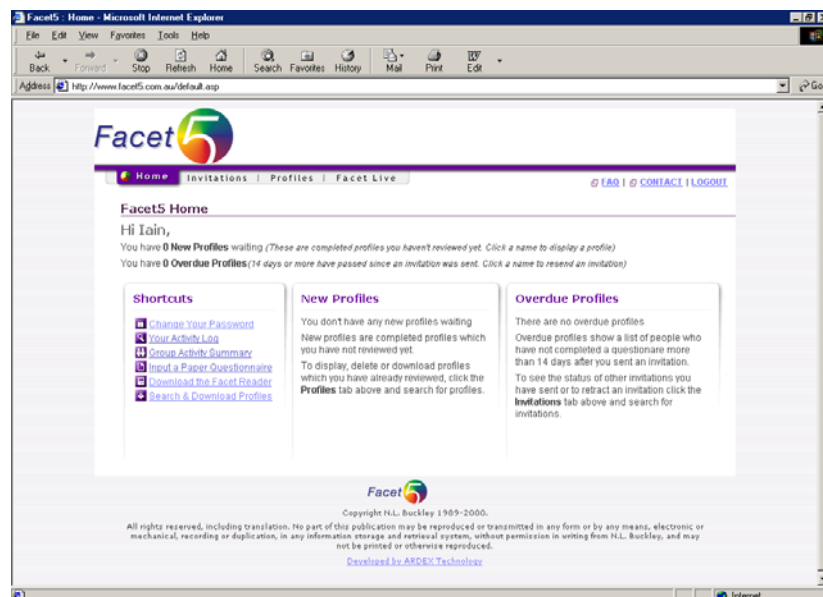 Facet5 : Home - Microsoft Internet Explorer
File Edit View Favorites Tools Help
Back Forward Stop Refresh Home Search Favorites History Mail Print Edit
Address http://www.facet5.com.au/default.asp Go
Facet5
Home Invitations | Profiles | Facet Live
FAQ | CONTACT | LOGOUT
Facet5 Home
Hi Iain,
You have 0 New Profiles waiting (These are completed profiles you haven't reviewed yet. Click a name to display a profile)
You have 0 Overdue Profiles (14 days or more have passed since an invitation was sent. Click a name to resend an invitation)
Shortcuts
Change Your Password
Your Activity Log
Group Activity Summary
Input a Paper Questionnaire
Download the Facet Reader
Search & Download Profiles
New Profiles
You don't have any new profiles waiting
New profiles are completed profiles which
you have not reviewed yet.
To display, delete or download profiles
which you have already reviewed, click the
Profiles tab above and search for profiles.
Overdue Profiles
There are no overdue profiles
Overdue profiles show a list of people who
have not completed a questionare more
than 14 days after you sent an invitation.
To see the status of other invitations you
have sent or to retract an invitation click the
Invitations tab above and search for
invitations.
Facet5
Copyright N.L. Buckley 1989-2000.
All rights reserved, including translation. No part of this publication may be reproduced or transmitted in any form or by any means, electronic or
mechanical, recording or duplication, in any information storage and retrieval system, without permission in writing from N.L. Buckley, and may
not be printed or otherwise reproduced.
Developed by ARDEX Technology
Internet